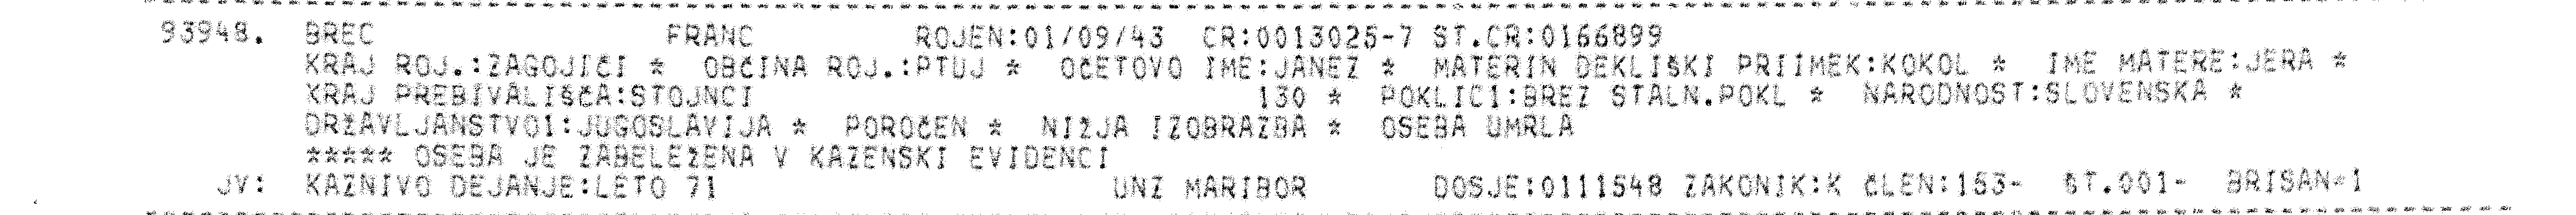 93948. BREC FRANC ROJEN:01/09/43 CR:0013025-7 ST.CR:0166899
KRAJ ROJ.:ZAGOJIČI * OBČINA ROJ.:PTUJ * OČETOVO IME:JANEZ * MATERIN DEKLIŠKI PRIIMEK:KOKOL * IME MATERE:JERA *
KRAJ PREBIVALIŠČA:STOJNCI 130 * POKLIC1:BREZ STALN.POKL * NARODNOST:SLOVENSKA *
DRŽAVLJANSTVO1:JUGOSLAVIJA * POROČEN * NIŽJA IZOBRAZBA * OSEBA UMRLA
***** OSEBA JE ZABELEŽENA V KAZENSKI EVIDENCI
JV: KAZNIVO DEJANJE:LETO 71 UNZ MARIBOR DOSJE:0111548 ZAKONIK:K ČLEN:153- ŠT.001- BRISAN=1